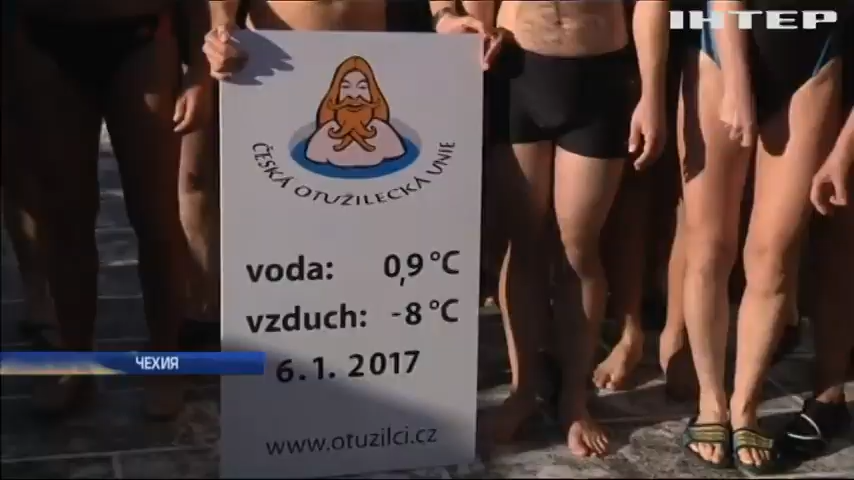 ІНТЕР
ČESKÁ OTUŽILECKÁ UNIE
voda: 0,9 °C
vzduch: -8 °C
6.1. 2017
ЧЕХИЯ
www.otuzilci.cz